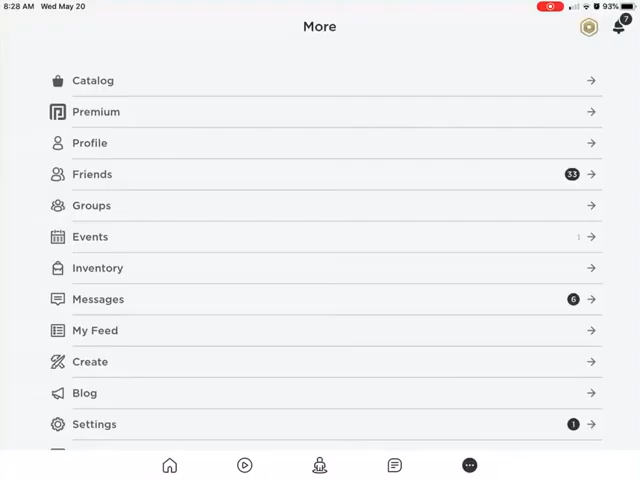 8:28 AM Wed May 20 93%
More
7
Catalog
Premium
Profile
Friends 33
Groups
Events 1
Inventory
Messages 6
My Feed
Create
Blog
Settings 1